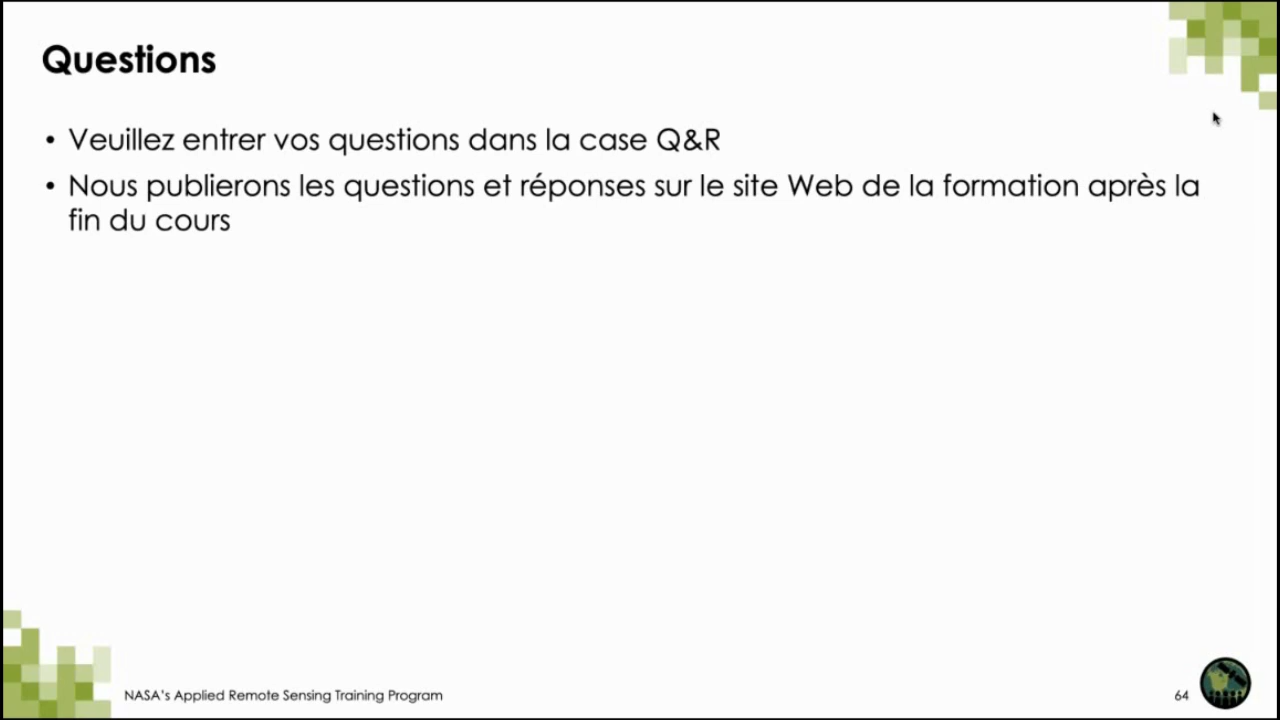 Questions
• Veuillez entrer vos questions dans la case Q&R
• Nous publierons les questions et réponses sur le site Web de la formation après la
fin du cours
NASA's Applied Remote Sensing Training Program
64